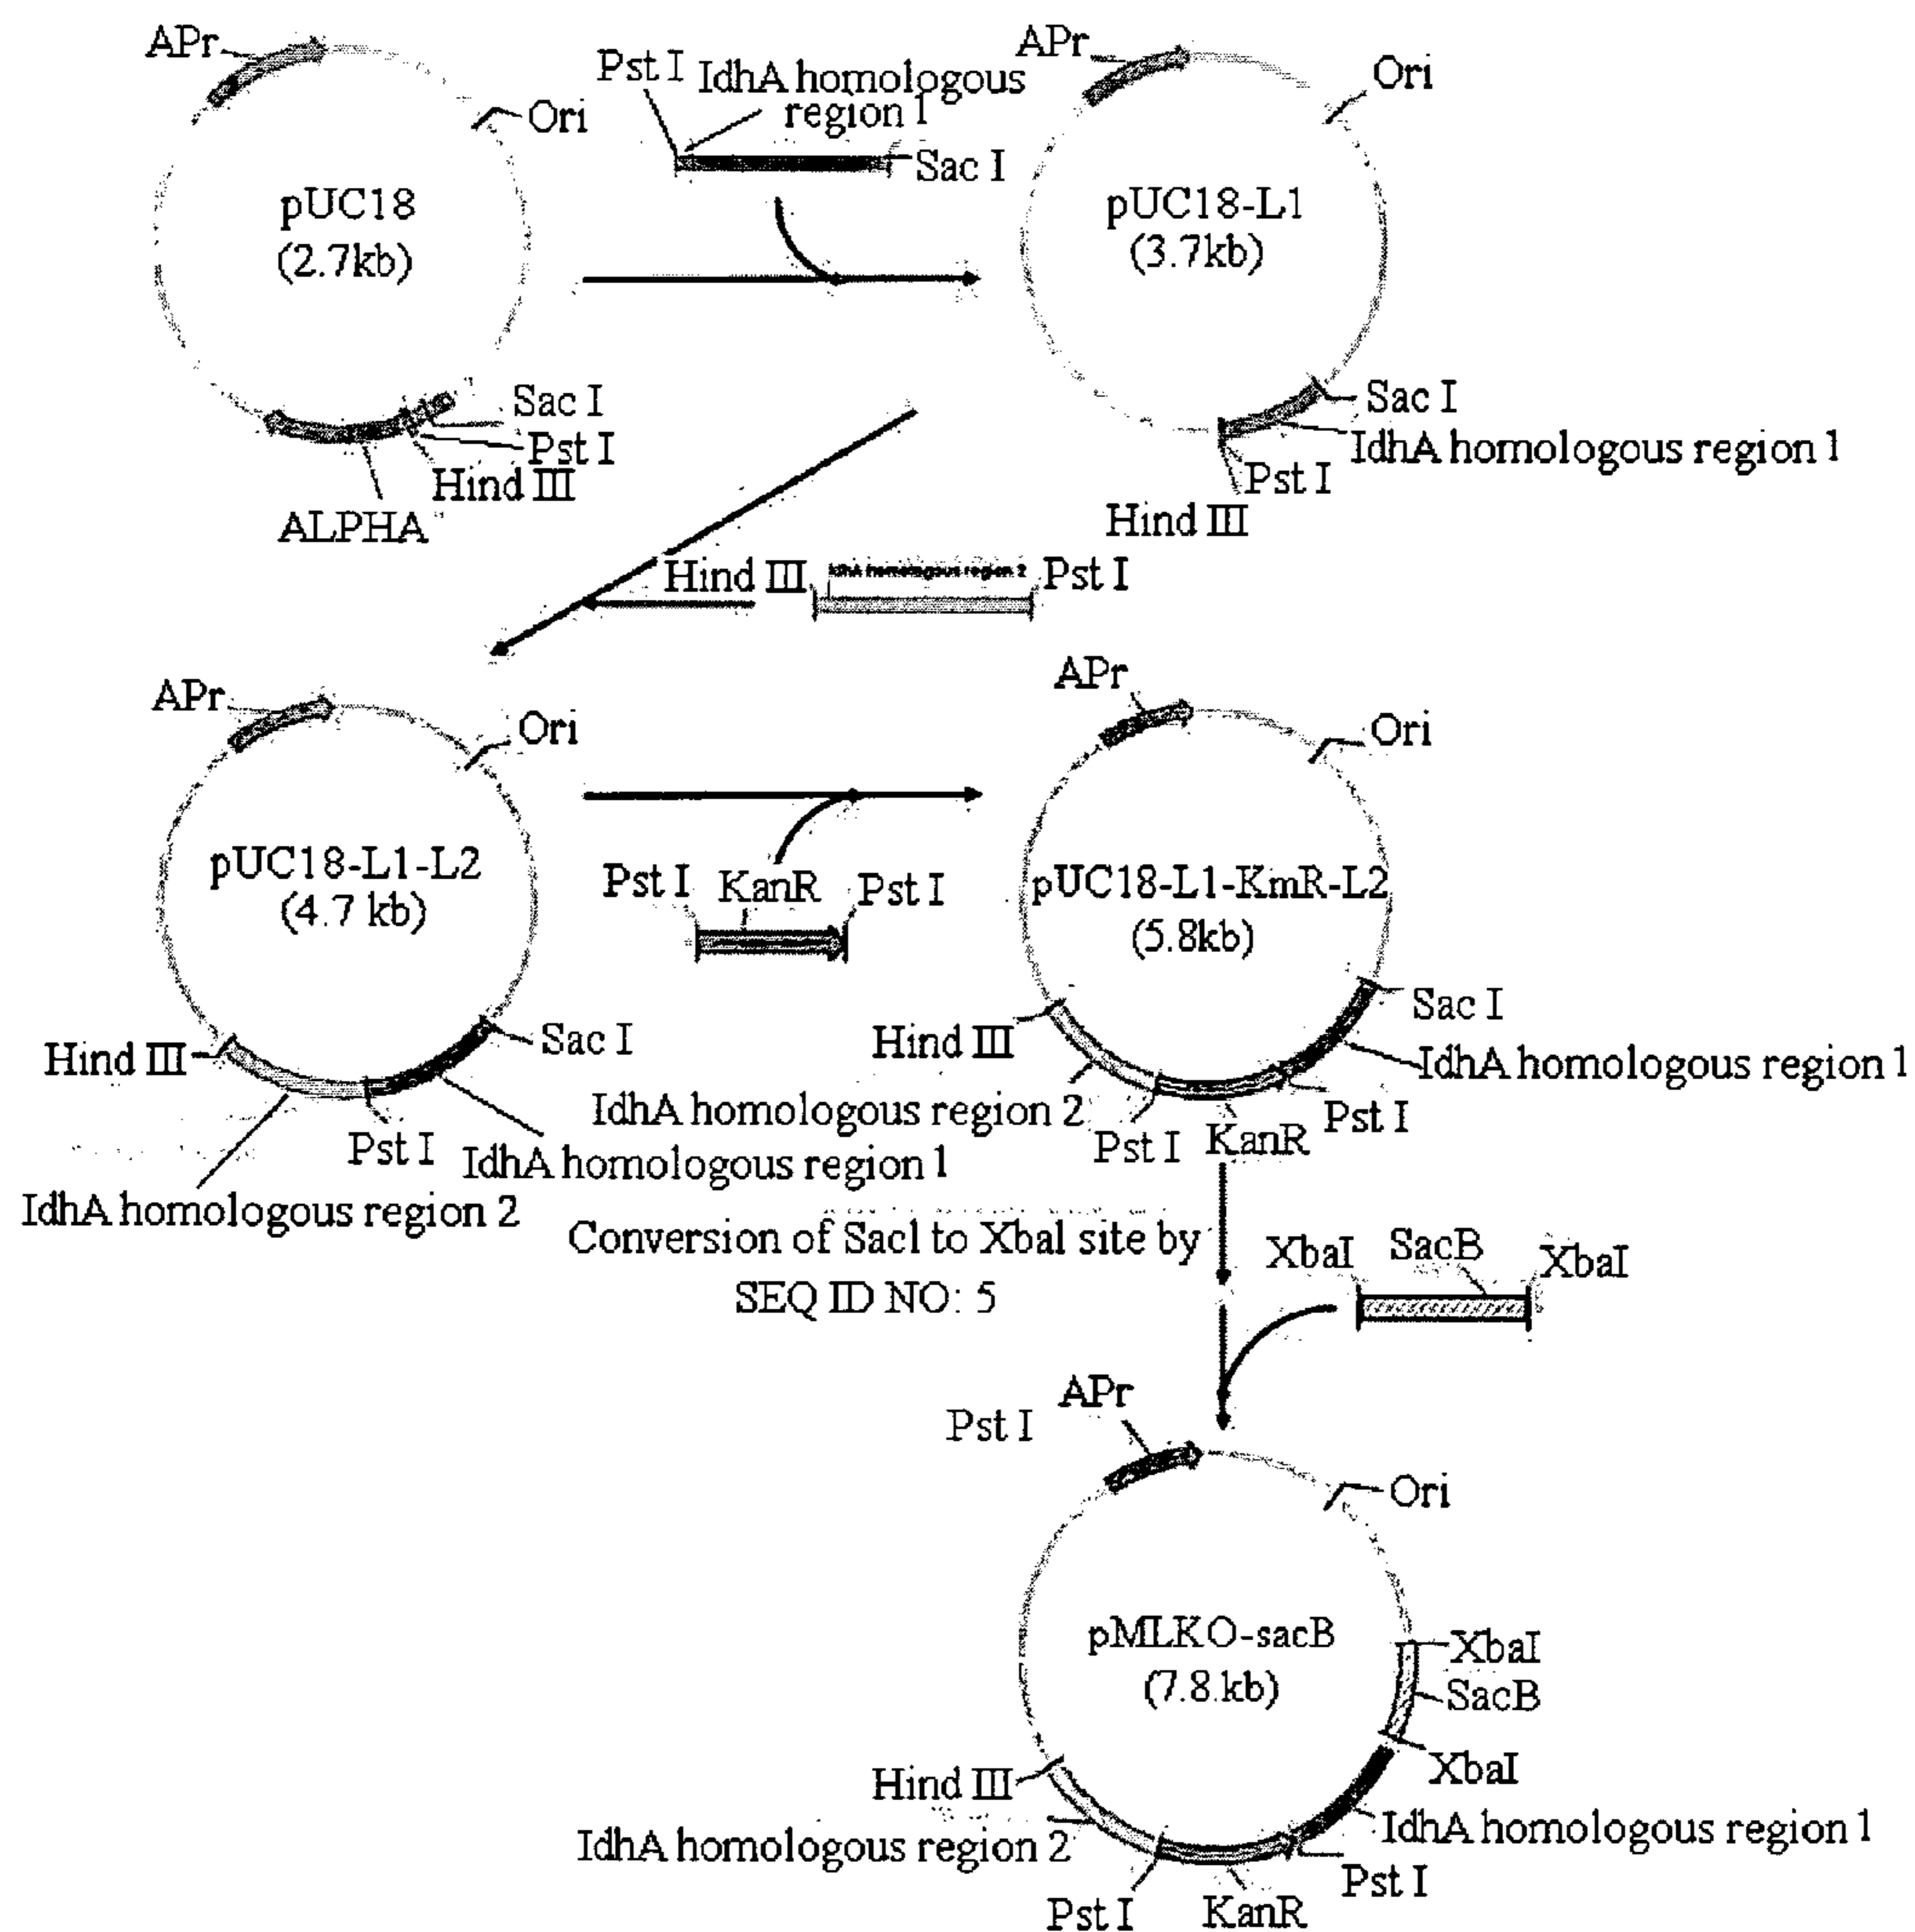 APr
Ori
pUC18
(2.7kb)
Sac I
Pst I
Hind III
ALPHA
Pst I
IdhA homologous
region 1
Sac I
APr
Ori
pUC18-L1
(3.7kb)
Sac I
IdhA homologous region 1
Pst I
Hind III
Hind III
IdhA homologous region 2
Pst I
APr
Ori
pUC18-L1-L2
(4.7 kb)
Hind III
Sac I
Pst I
IdhA homologous region 1
IdhA homologous region 2
Pst I
KanR
Pst I
APr
Ori
pUC18-L1-KmR-L2
(5.8kb)
Hind III
Sac I
IdhA homologous region 1
IdhA homologous region 2
Pst I
KanR
Pst I
Conversion of SacI to XbaI site by
SEQ ID NO: 5
XbaI
SacB
XbaI
Pst I
APr
Ori
pMLKO-sacB
(7.8.kb)
XbaI
SacB
XbaI
Hind III
IdhA homologous region 2
IdhA homologous region 1
Pst I
Pst I
KanR